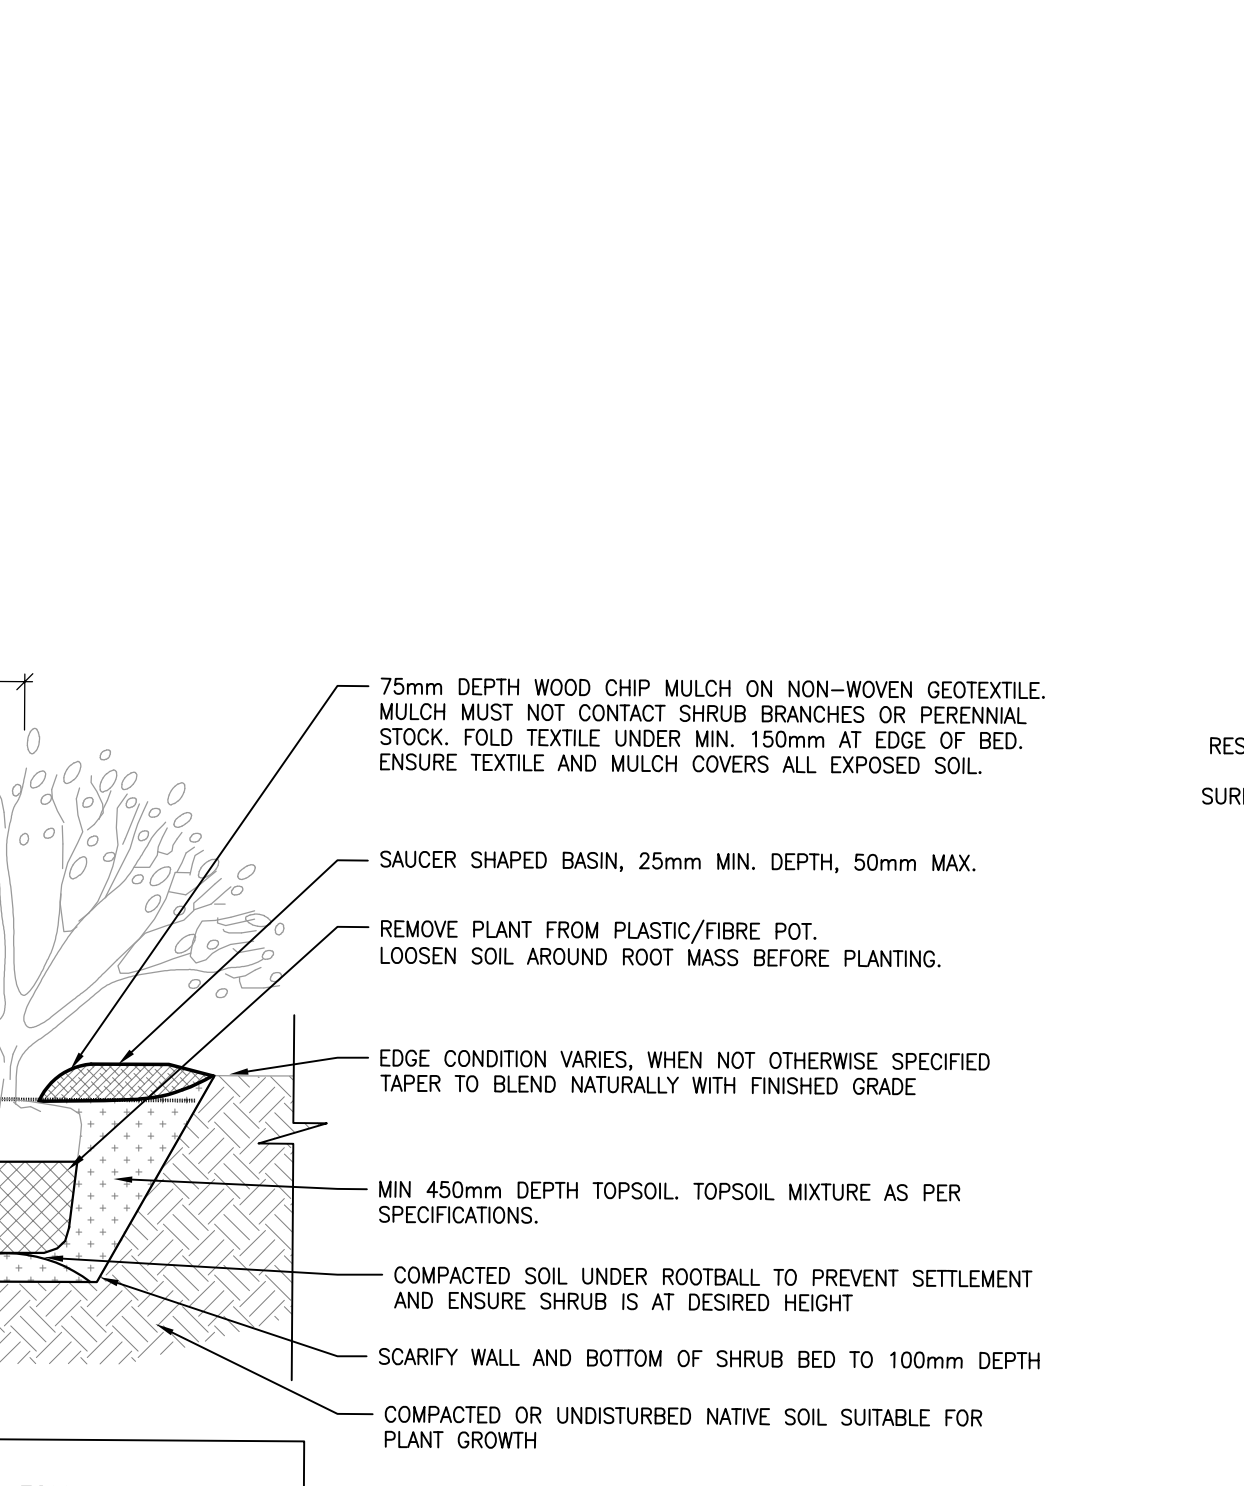 75mm DEPTH WOOD CHIP MULCH ON NON-WOVEN GEOTEXTILE.
MULCH MUST NOT CONTACT SHRUB BRANCHES OR PERENNIAL
STOCK. FOLD TEXTILE UNDER MIN. 150mm AT EDGE OF BED.
ENSURE TEXTILE AND MULCH COVERS ALL EXPOSED SOIL.
SAUCER SHAPED BASIN, 25mm MIN. DEPTH, 50mm MAX.
REMOVE PLANT FROM PLASTIC/FIBRE POT.
LOOSEN SOIL AROUND ROOT MASS BEFORE PLANTING.
EDGE CONDITION VARIES, WHEN NOT OTHERWISE SPECIFIED
TAPER TO BLEND NATURALLY WITH FINISHED GRADE
MIN 450mm DEPTH TOPSOIL. TOPSOIL MIXTURE AS PER
SPECIFICATIONS.
COMPACTED SOIL UNDER ROOTBALL TO PREVENT SETTLEMENT
AND ENSURE SHRUB IS AT DESIRED HEIGHT
SCARIFY WALL AND BOTTOM OF SHRUB BED TO 100mm DEPTH
COMPACTED OR UNDISTURBED NATIVE SOIL SUITABLE FOR
PLANT GROWTH